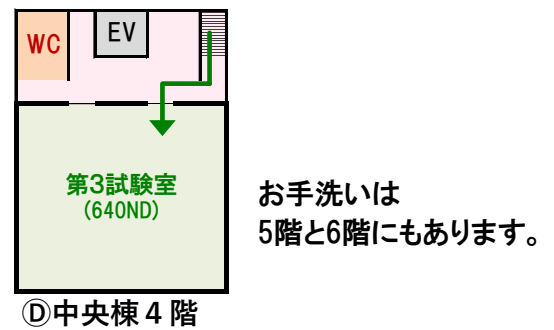 WC
EV
第3試験室
(640ND)
お手洗いは
5階と6階にもあります。
Ⓓ中央棟４階